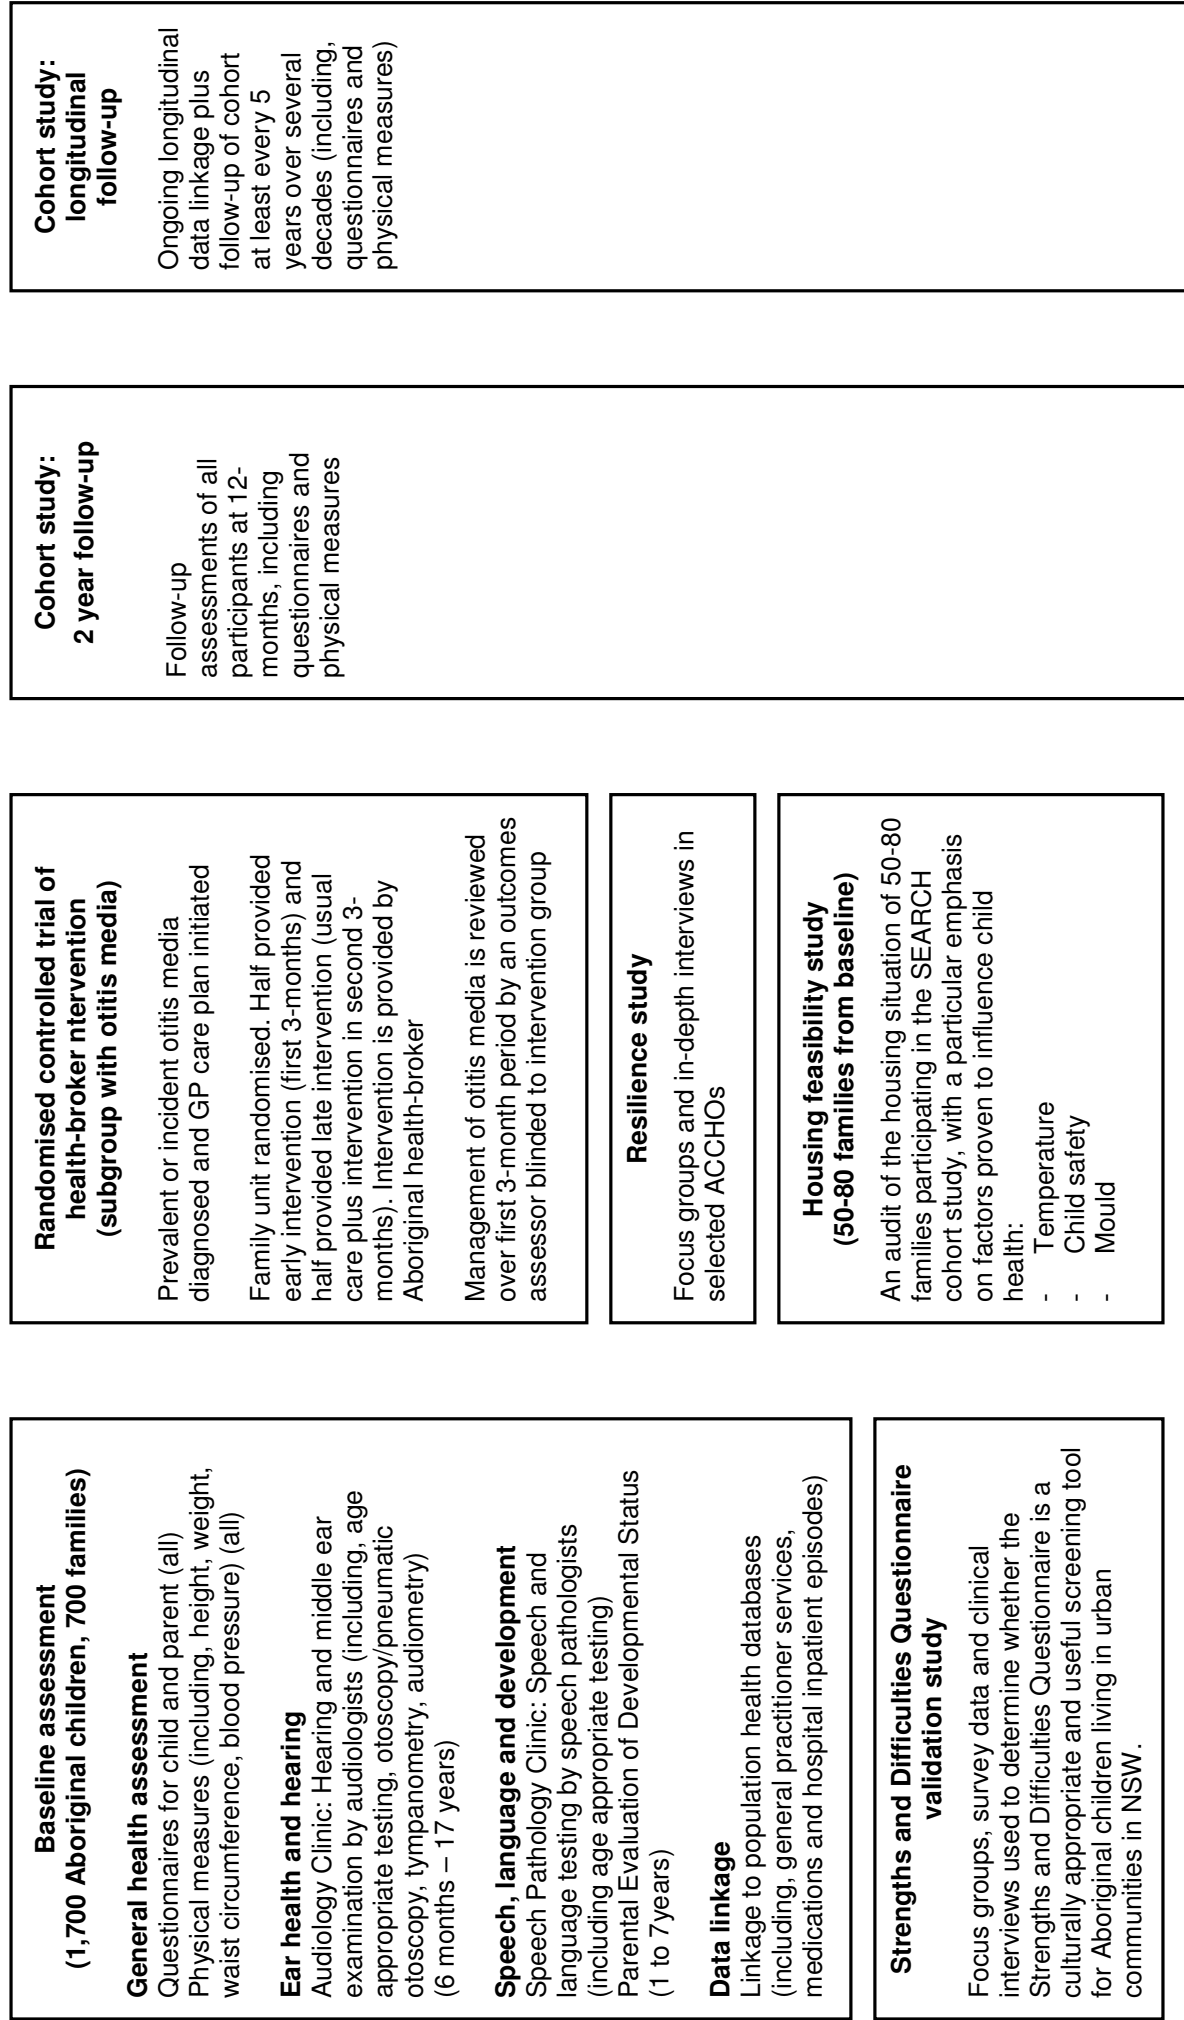 Baseline assessment
(1,700 Aboriginal children, 700 families)
General health assessment
Questionnaires for child and parent (all)
Physical measures (including, height, weight,
waist circumference, blood pressure) (all)
Ear health and hearing
Audiology Clinic: Hearing and middle ear
examination by audiologists (including, age
appropriate testing, otoscopy/pneumatic
otoscopy, tympanometry, audiometry)
(6 months – 17 years)
Speech, language and development
Speech Pathology Clinic: Speech and
language testing by speech pathologists
(including age appropriate testing)
Parental Evaluation of Developmental Status
(1 to 7years)
Data linkage
Linkage to population health databases
(including, general practitioner services,
medications and hospital inpatient episodes)
Strengths and Difficulties Questionnaire
validation study
Focus groups, survey data and clinical
interviews used to determine whether the
Strengths and Difficulties Questionnaire is a
culturally appropriate and useful screening tool
for Aboriginal children living in urban
communities in NSW.
Randomised controlled trial of
health-broker ntervention
(subgroup with otitis media)
Prevalent or incident otitis media
diagnosed and GP care plan initiated
Family unit randomised. Half provided
early intervention (first 3-months) and
half provided late intervention (usual
care plus intervention in second 3-
months). Intervention is provided by
Aboriginal health-broker
Management of otitis media is reviewed
over first 3-month period by an outcomes
assessor blinded to intervention group
Resilience study
Focus groups and in-depth interviews in
selected ACCHOs
Housing feasibility study
(50-80 families from baseline)
An audit of the housing situation of 50-80
families participating in the SEARCH
cohort study, with a particular emphasis
on factors proven to influence child
health:
- Temperature
- Child safety
- Mould
Cohort study:
2 year follow-up
Follow-up
assessments of all
participants at 12-
months, including
questionnaires and
physical measures
Cohort study:
longitudinal
follow-up
Ongoing longitudinal
data linkage plus
follow-up of cohort
at least every 5
years over several
decades (including,
questionnaires and
physical measures)